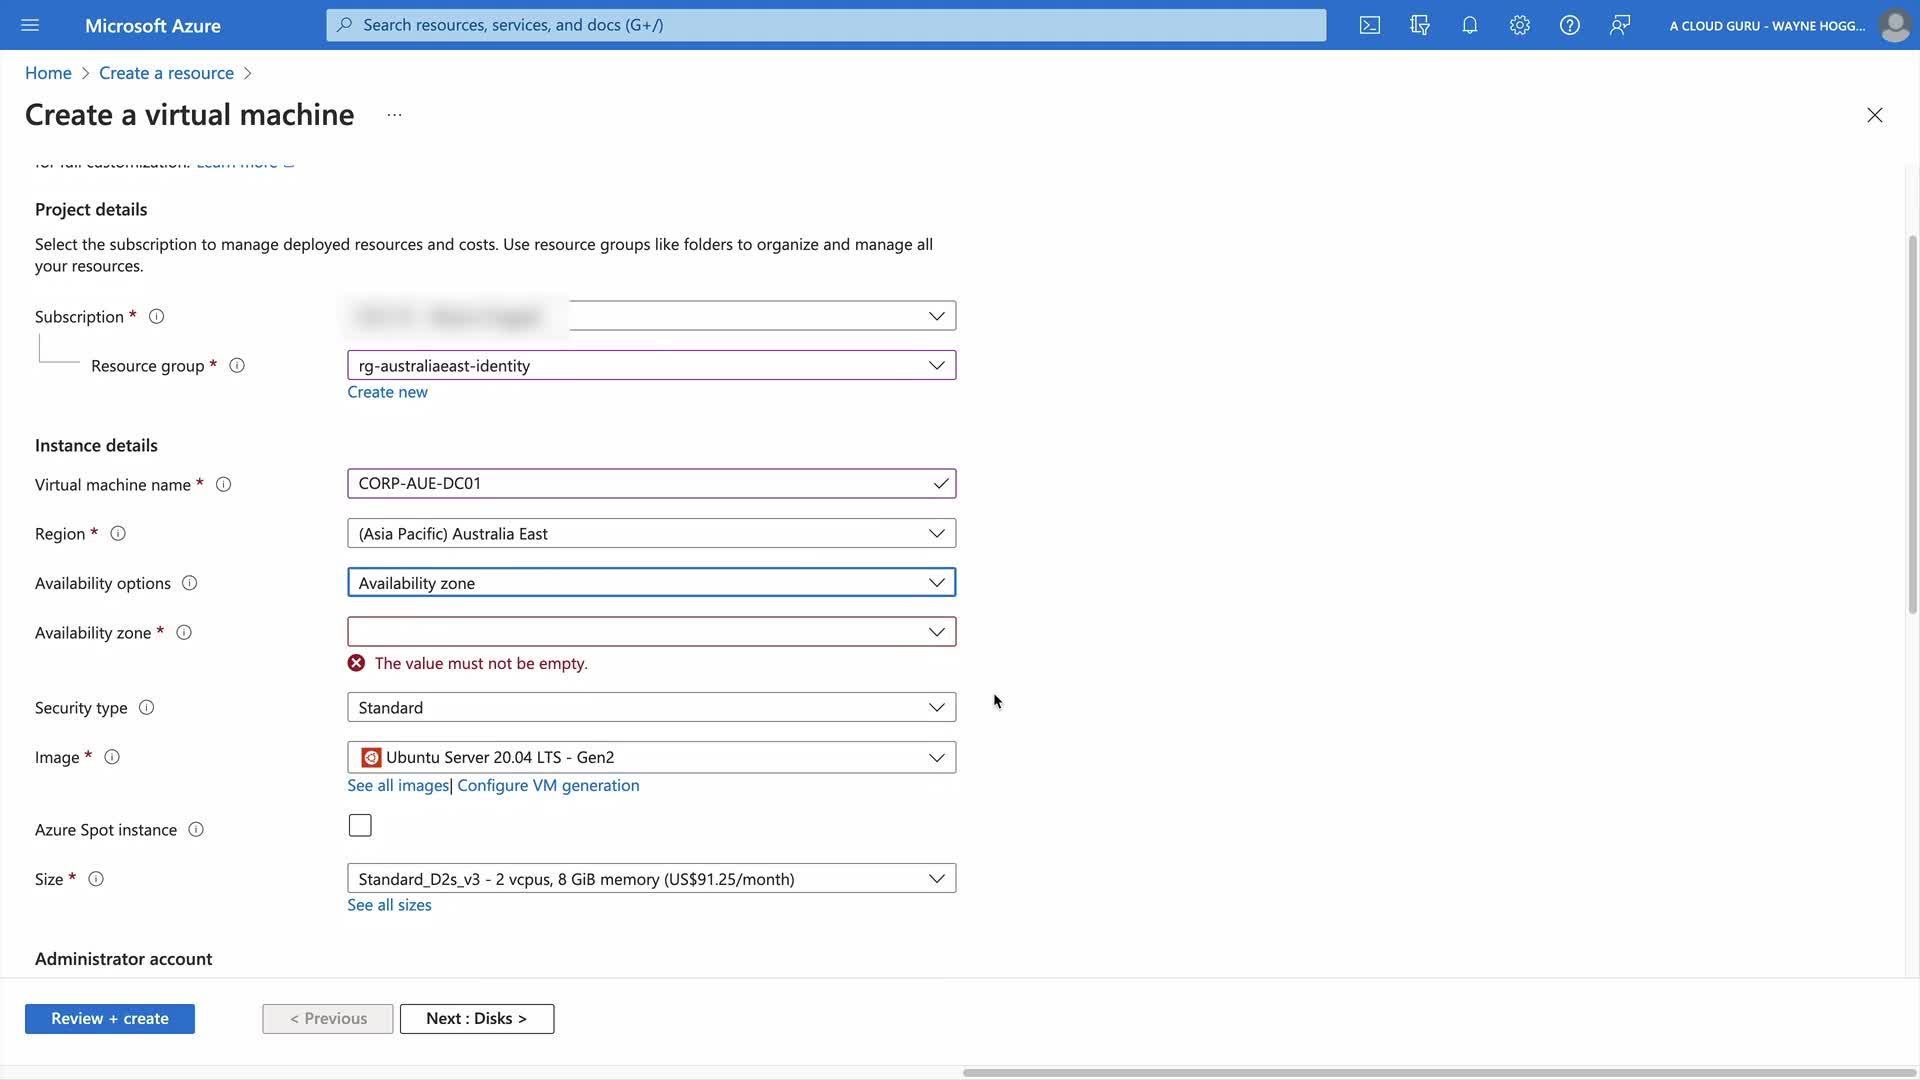 Microsoft Azure
Search resources, services, and docs (G+/)
A CLOUD GURU - WAYNE HOGG...
Home > Create a resource >
Create a virtual machine ...
for full customization. Learn more
Project details
Select the subscription to manage deployed resources and costs. Use resource groups like folders to organize and manage all
your resources.
Subscription *
Resource group *
rg-australiaeast-identity
Create new
Instance details
Virtual machine name *
CORP-AUE-DC01
Region *
(Asia Pacific) Australia East
Availability options
Availability zone
Availability zone *
The value must not be empty.
Security type
Standard
Image *
Ubuntu Server 20.04 LTS - Gen2
See all images| Configure VM generation
Azure Spot instance
Size *
Standard_D2s_v3 - 2 vcpus, 8 GiB memory (US$91.25/month)
See all sizes
Administrator account
Review + create
< Previous
Next : Disks >